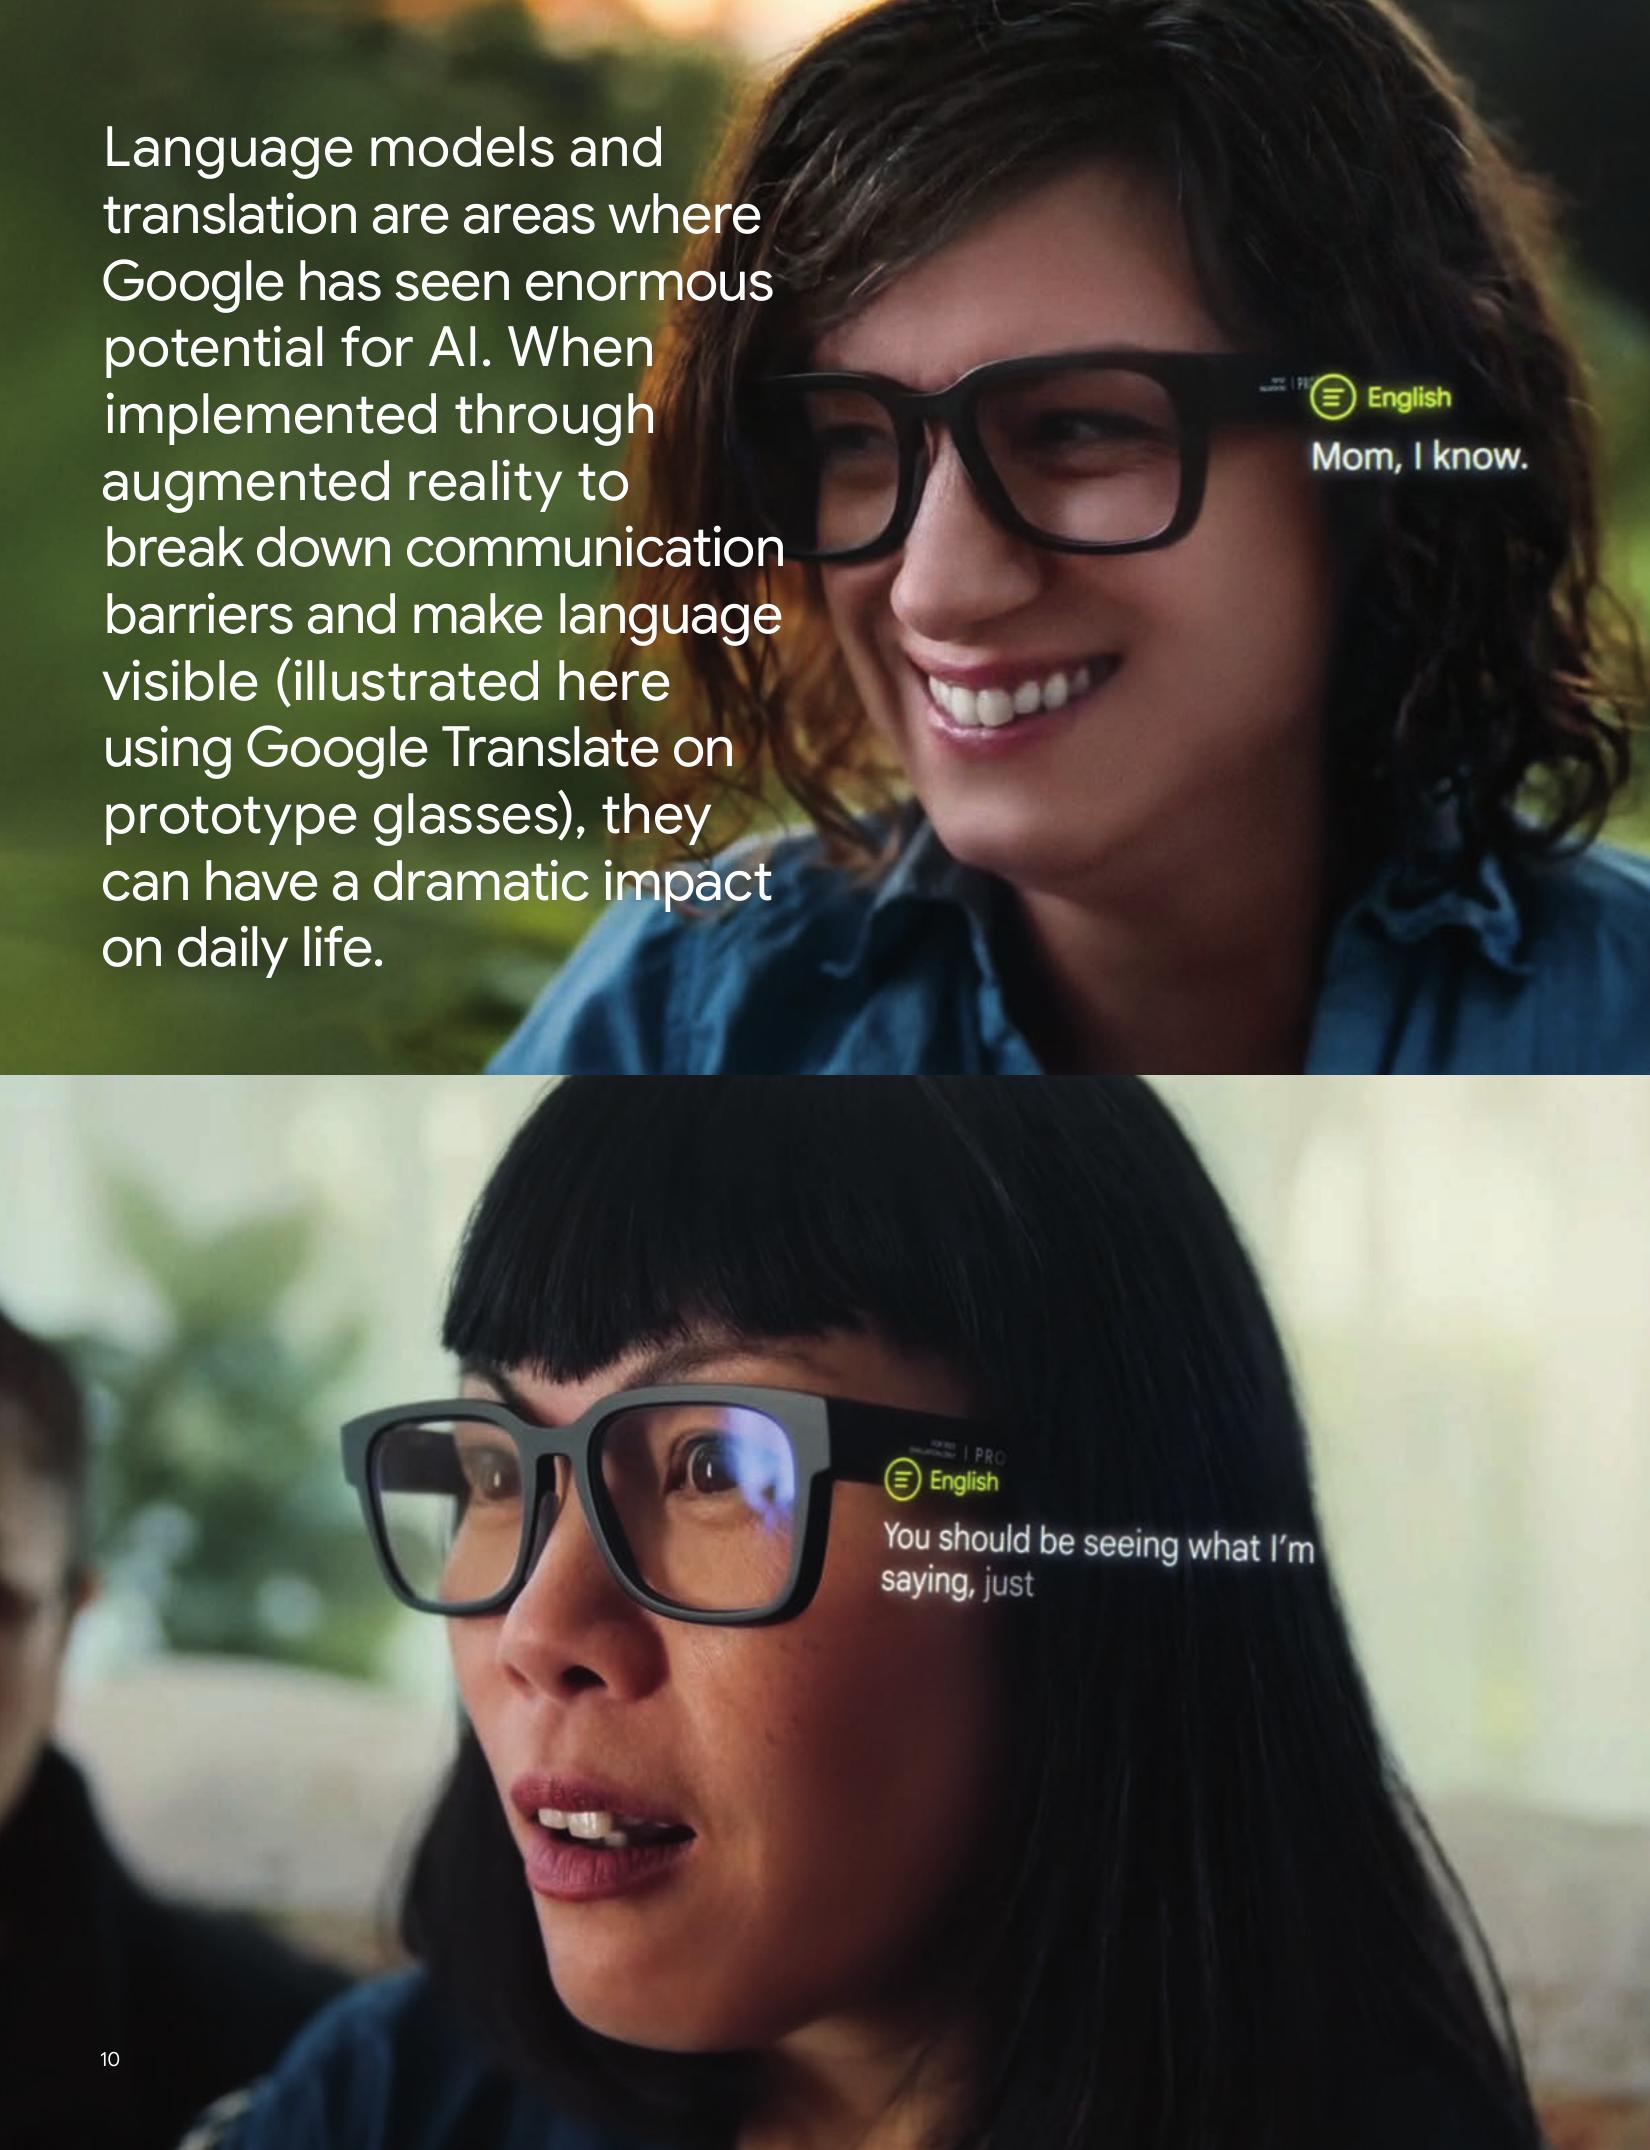 Language models and
translation are areas where
Google has seen enormous
potential for AI. When
implemented through
augmented reality to
break down communication
barriers and make language
visible (illustrated here
using Google Translate on
prototype glasses), they
can have a dramatic impact
on daily life.
English
Mom, I know.
PRO
English
You should be seeing what I'm
saying, just
10